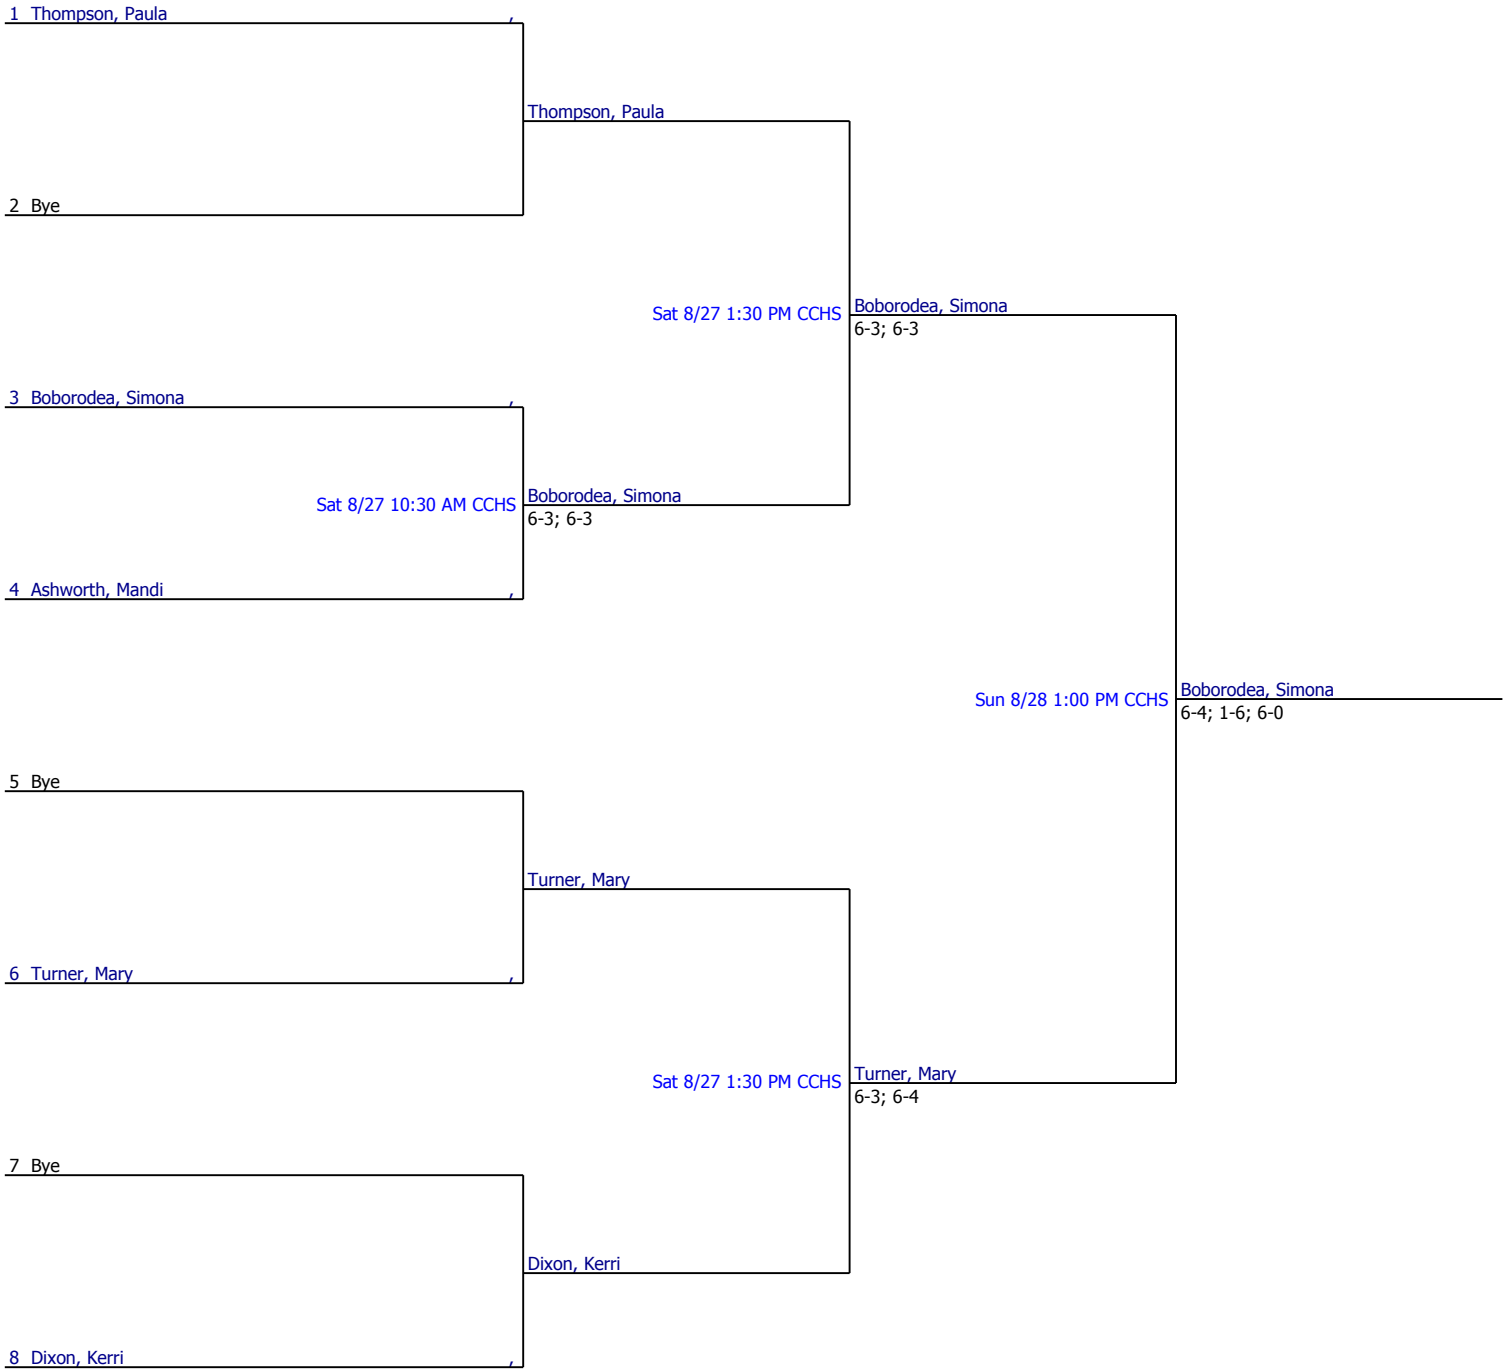 1 Thompson, Paula ,
Thompson, Paula
2 Bye
Boborodea, Simona
Sat 8/27 1:30 PM CCHS
6-3; 6-3
3 Boborodea, Simona ,
Boborodea, Simona
Sat 8/27 10:30 AM CCHS
6-3; 6-3
4 Ashworth, Mandi ,
Boborodea, Simona
Sun 8/28 1:00 PM CCHS
6-4; 1-6; 6-0
5 Bye
Turner, Mary
6 Turner, Mary ,
Turner, Mary
Sat 8/27 1:30 PM CCHS
6-3; 6-4
7 Bye
Dixon, Kerri
8 Dixon, Kerri ,